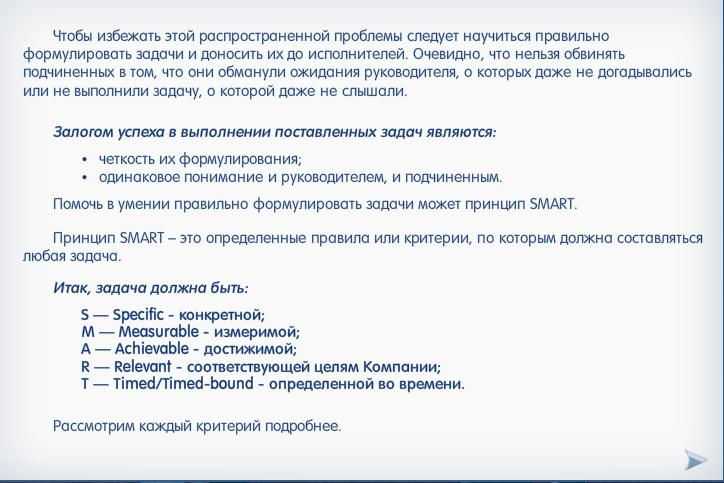 Чтобы избежать этой распространенной проблемы следует научиться правильно
формулировать задачи и доносить их до исполнителей. Очевидно, что нельзя обвинять
подчиненных в том, что они обманули ожидания руководителя, о которых даже не догадывались
или не выполнили задачу, о которой даже не слышали.
Залогом успеха в выполнении поставленных задач являются:
• четкость их формулирования;
• одинаковое понимание и руководителем, и подчиненным.
Помочь в умении правильно формулировать задачи может принцип SMART.
Принцип SMART – это определенные правила или критерии, по которым должна составляться
любая задача.
Итак, задача должна быть:
S — Specific - конкретной;
M — Measurable - измеримой;
A — Achievable - достижимой;
R — Relevant - соответствующей целям Компании;
T — Timed/Timed-bound - определенной во времени.
Рассмотрим каждый критерий подробнее.